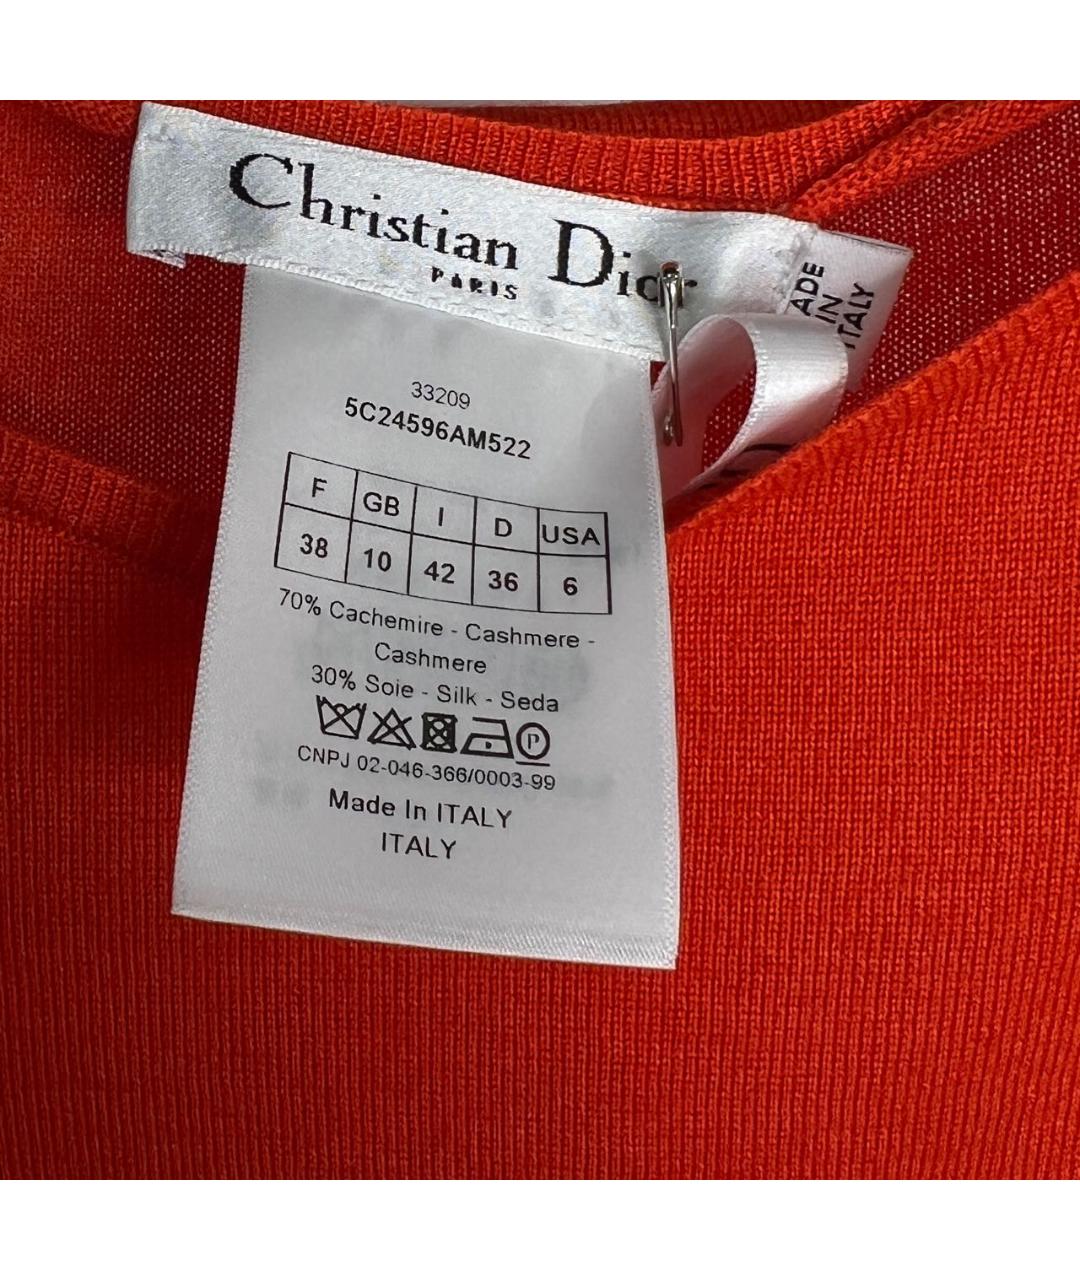 Christian Dior
PARIS
MADE
IN
ITALY
33209
5C24596AM522
F GB I D USA
38 10 42 36 6
70% Cachemire - Cashmere -
Cashmere
30% Soie - Silk - Seda
P
CNPJ 02-046-366/0003-99
Made In ITALY
ITALY